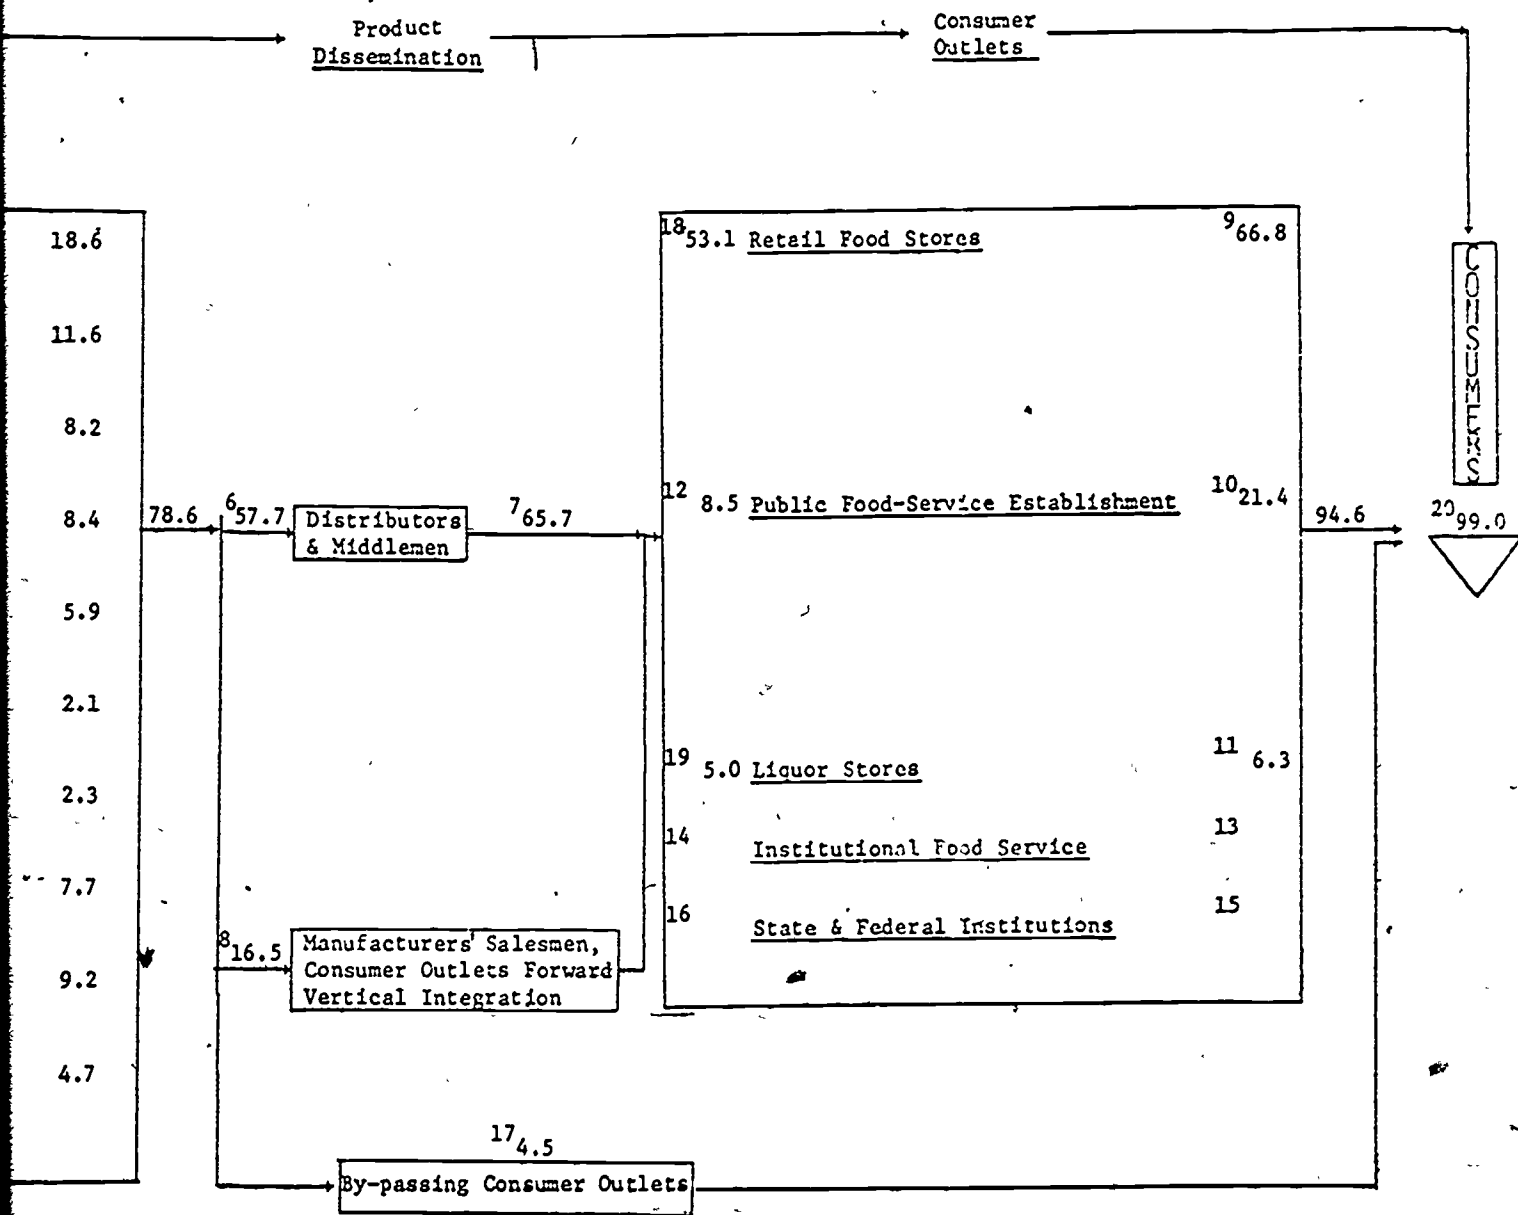 Product
Dissemination
Consumer
Outlets
18.6
11.6
8.2
8.4
5.9
2.1
2.3
7.7
9.2
4.7
78.6
6 57.7
Distributors
& Middlemen
7 65.7
8 16.5
Manufacturers' Salesmen,
Consumer Outlets Forward
Vertical Integration
17 4.5
By-passing Consumer Outlets
18 53.1 Retail Food Stores 9 66.8
12 8.5 Public Food-Service Establishment 10 21.4
19 5.0 Liquor Stores 11 6.3
14 Institutional Food Service 13
16 State & Federal Institutions 15
94.6
CONSUMERS
20 99.0